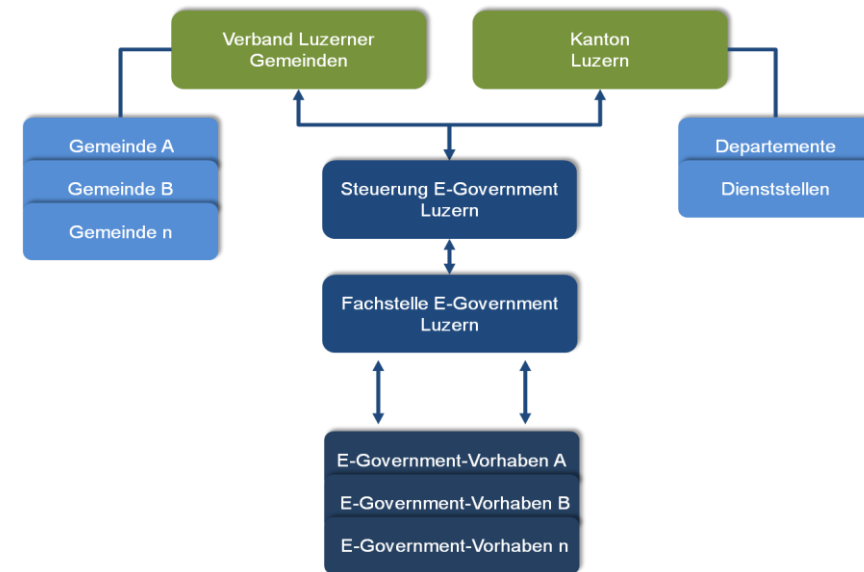 Verband Luzerner
Gemeinden
Kanton
Luzern
Gemeinde A
Gemeinde B
Gemeinde n
Departemente
Dienststellen
Steuerung E-Government
Luzern
Fachstelle E-Government
Luzern
E-Government-Vorhaben A
E-Government-Vorhaben B
E-Government-Vorhaben n